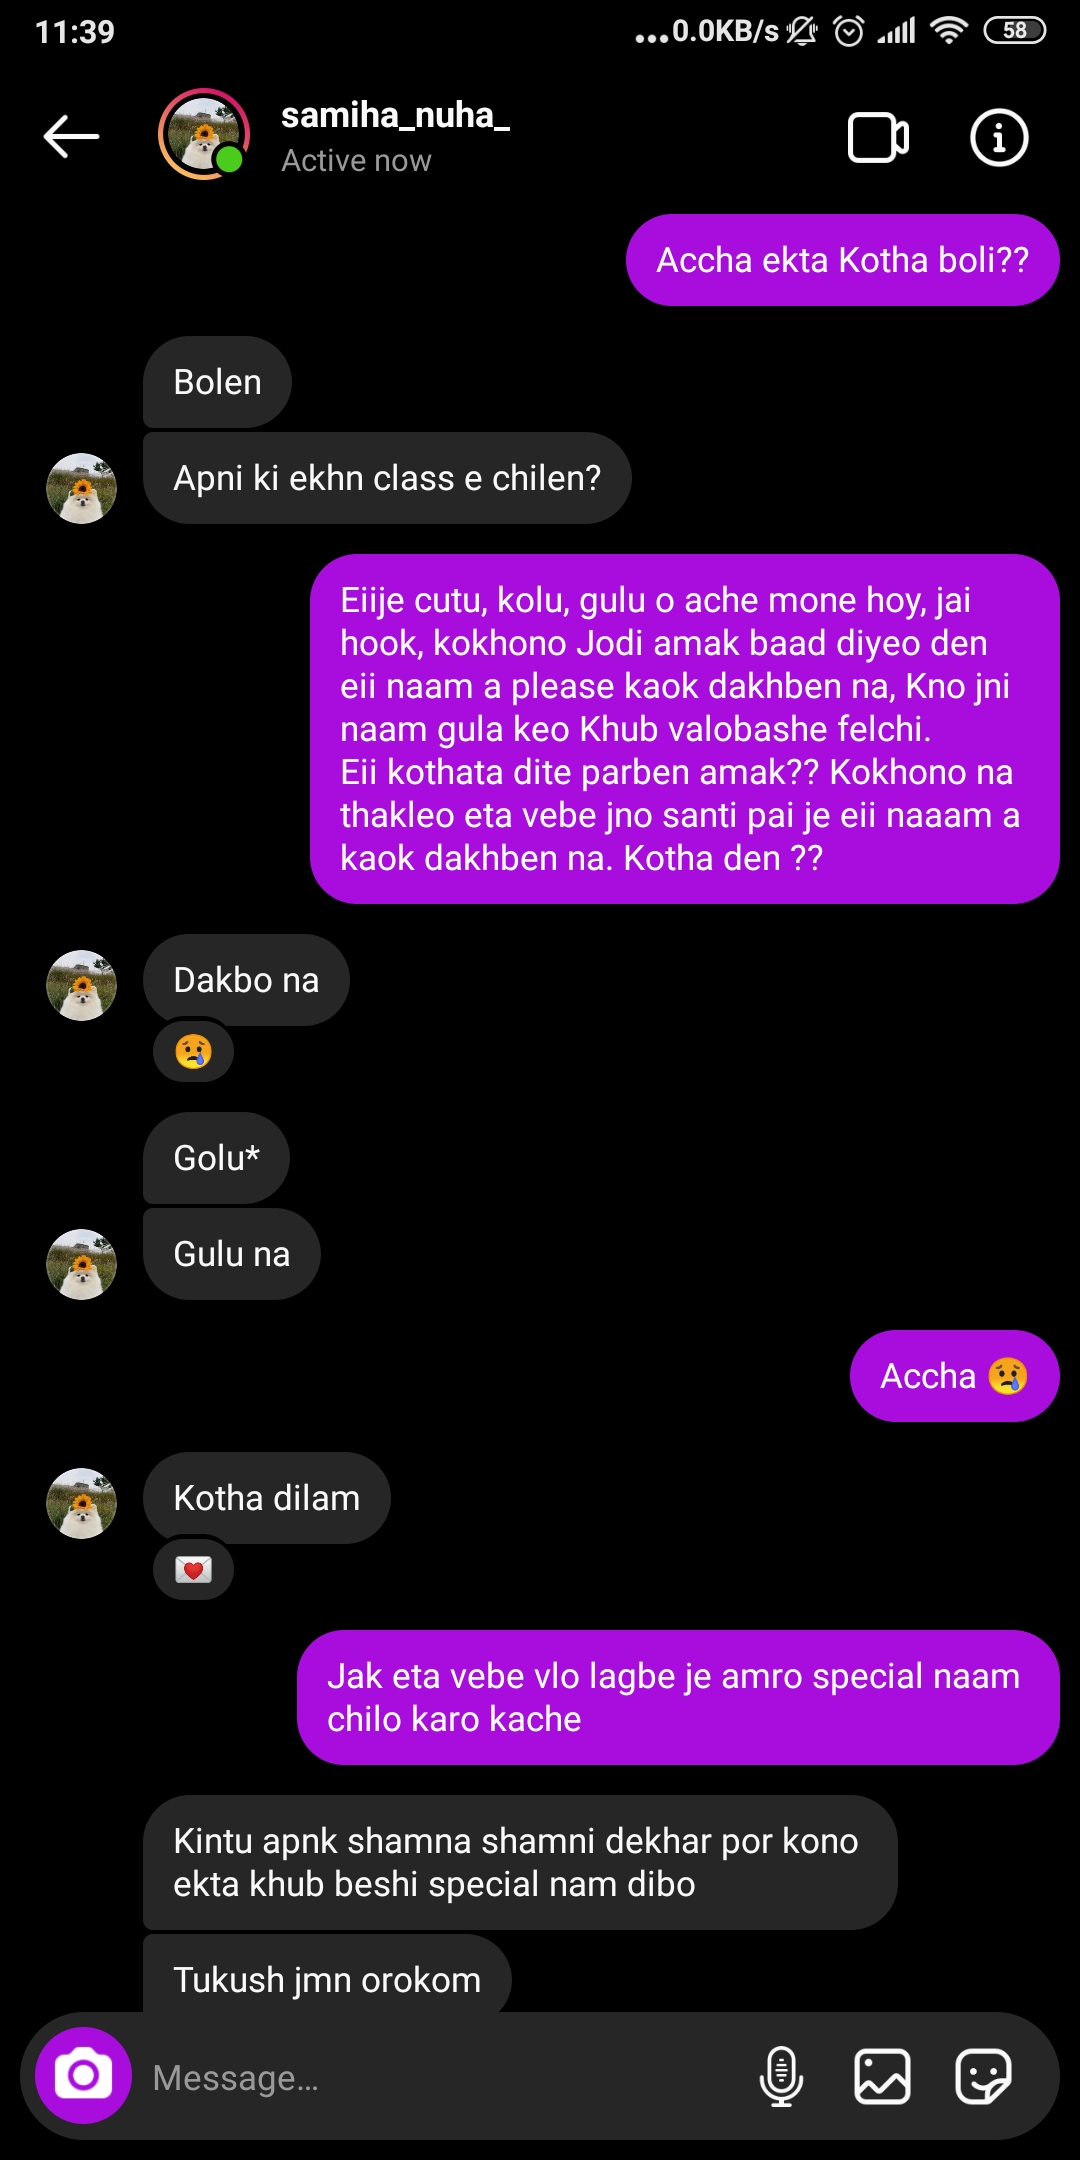 11:39
...0.0KB/s
58
samiha_nuha_
Active now
Accha ekta Kotha boli??
Bolen
Apni ki ekhn class e chilen?
Eiije cutu, kolu, gulu o ache mone hoy, jai
hook, kokhono Jodi amak baad diyeo den
eii naam a please kaok dakhben na, Kno jni
naam gula keo Khub valobashe felchi.
Eii kothata dite parben amak?? Kokhono na
thakleo eta vebe jno santi pai je eii naaam a
kaok dakhben na. Kotha den ??
Dakbo na
😢
Golu*
Gulu na
Accha 😢
Kotha dilam
💌
Jak eta vebe vlo lagbe je amro special naam
chilo karo kache
Kintu apnk shamna shamni dekhar por kono
ekta khub beshi special nam dibo
Tukush jmn orokom
Message...